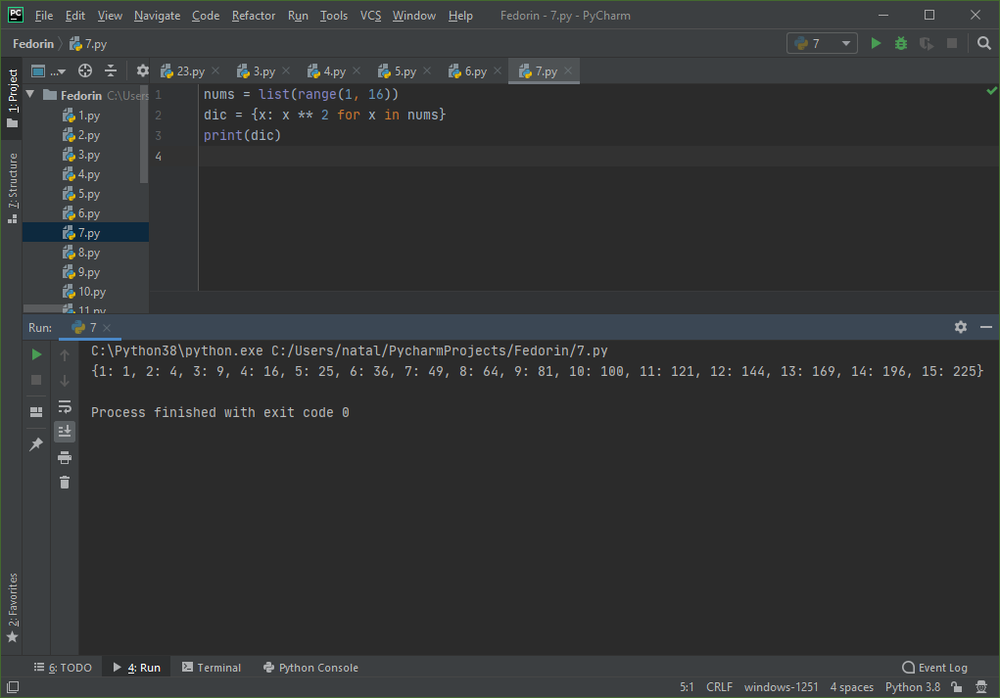 PC File Edit View Navigate Code Refactor Run Tools VCS Window Help Fedorin - 7.py - PyCharm
Fedorin 7.py 7
... 23.py 3.py 4.py 5.py 6.py 7.py
1: Project
Fedorin C:\Users
1.py
2.py
3.py
4.py
5.py
6.py
7.py
8.py
9.py
10.py
11.py
1 nums = list(range(1, 16))
2 dic = {x: x ** 2 for x in nums}
3 print(dic)
4
7: Structure
Run: 7
C:\Python38\python.exe C:/Users/natal/PycharmProjects/Fedorin/7.py
{1: 1, 2: 4, 3: 9, 4: 16, 5: 25, 6: 36, 7: 49, 8: 64, 9: 81, 10: 100, 11: 121, 12: 144, 13: 169, 14: 196, 15: 225}
Process finished with exit code 0
2: Favorites
6: TODO 4: Run Terminal Python Console Event Log
5:1 CRLF windows-1251 4 spaces Python 3.8